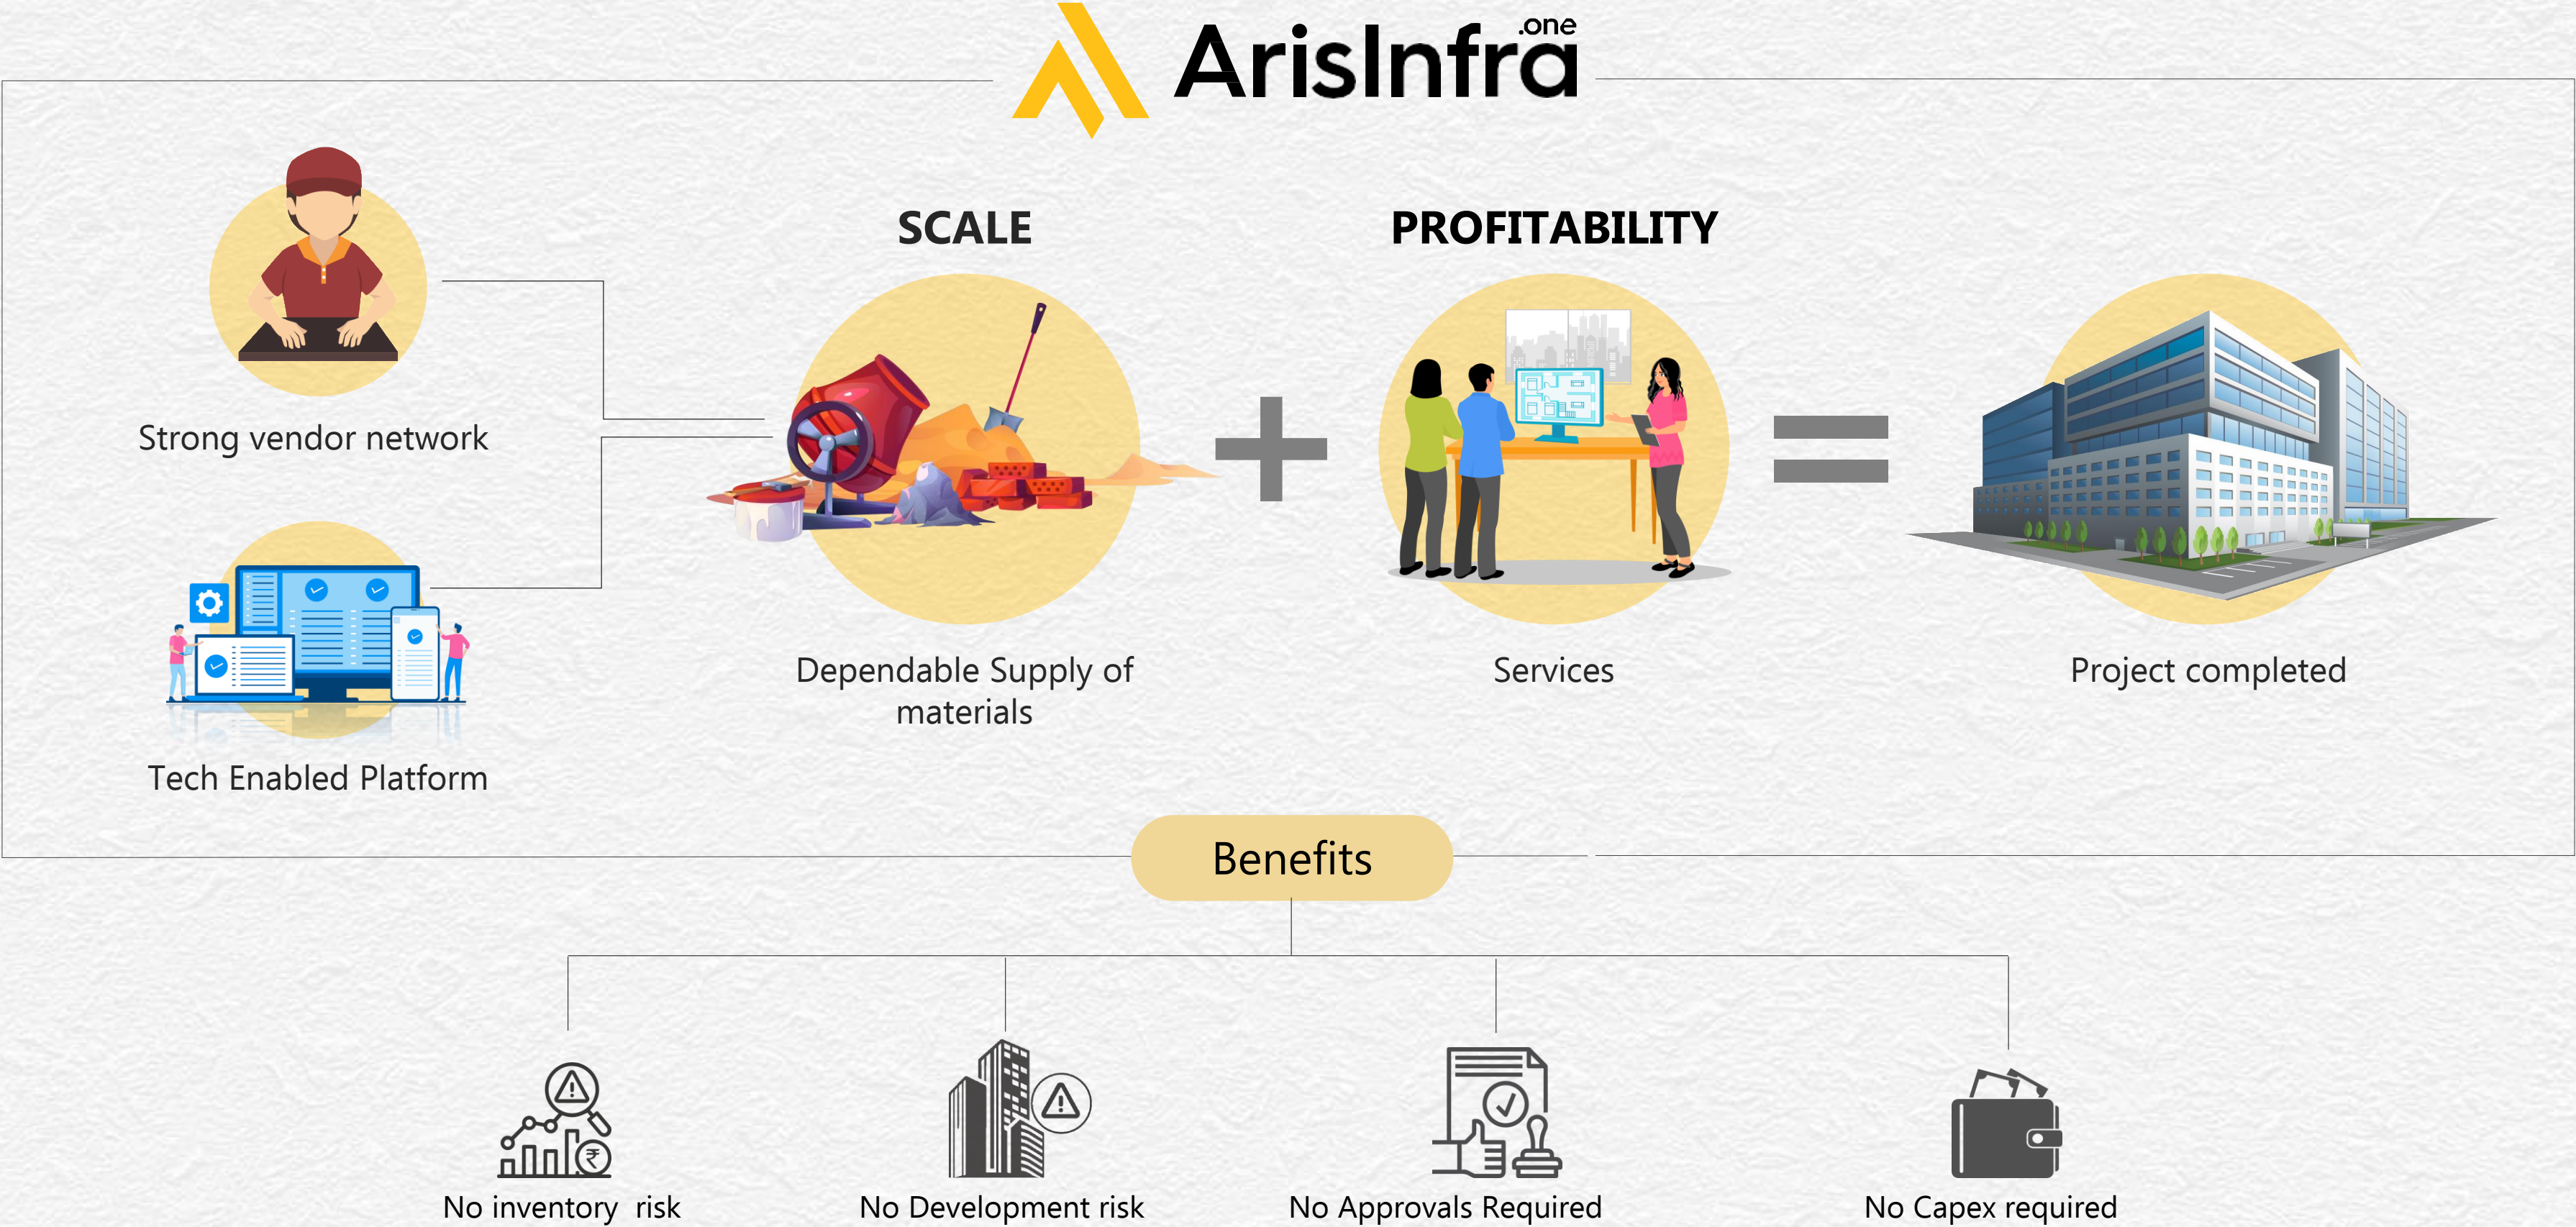 ArisInfra
.one
SCALE
PROFITABILITY
Strong vendor network
Tech Enabled Platform
Dependable Supply of
materials
Services
Project completed
Benefits
₹
No inventory  risk
No Development risk
No Approvals Required
No Capex required